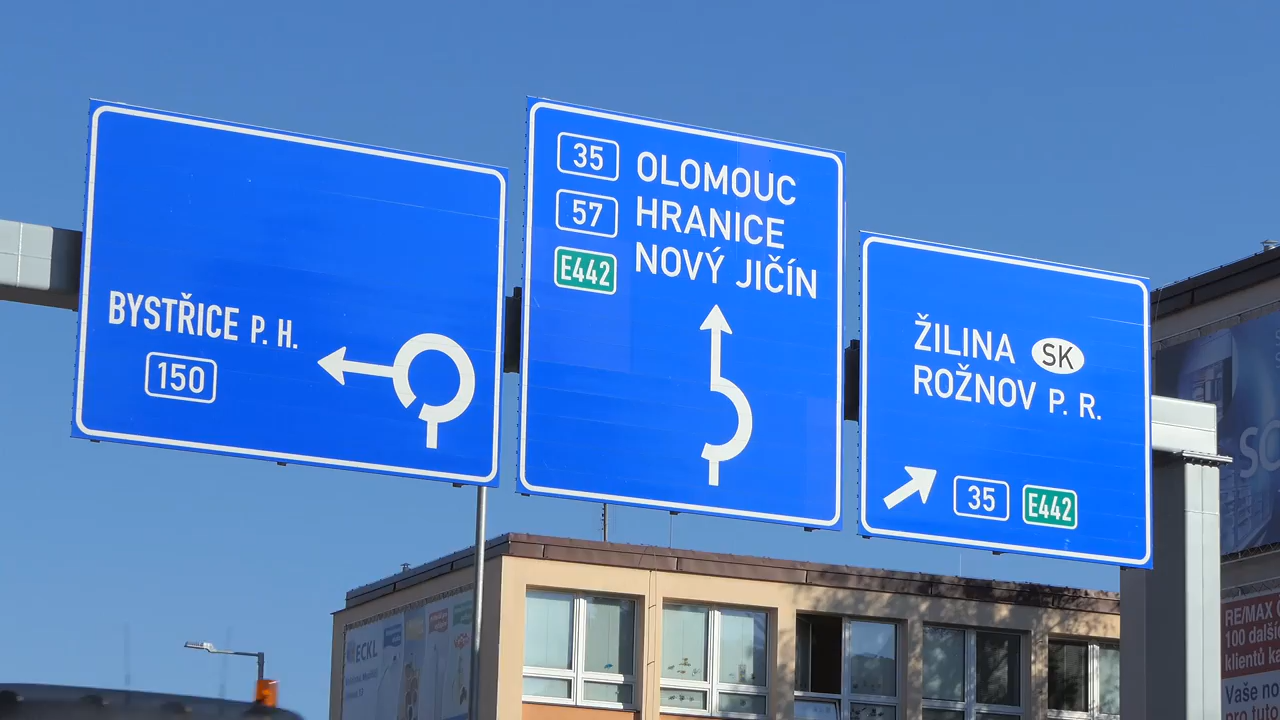 BYSTŘICE P. H.
150
35
57
E442
OLOMOUC
HRANICE
NOVÝ JIČÍN
ŽILINA SK
ROŽNOV P. R.
35 E442
RE/MAX
100 další
klientů
Vaše